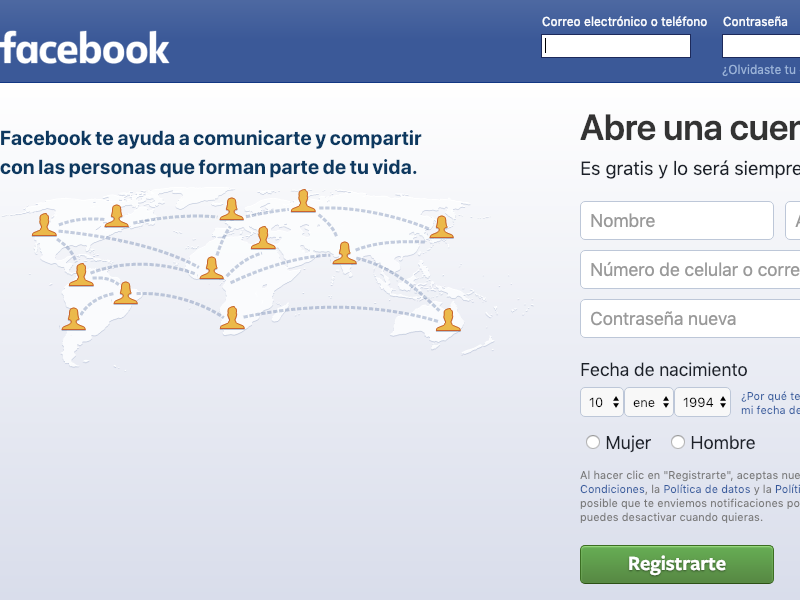 facebook
Correo electrónico o teléfono
Contraseña
¿Olvidaste tu
Facebook te ayuda a comunicarte y compartir
con las personas que forman parte de tu vida.
Abre una cuen
Es gratis y lo será siempre
Nombre
Número de celular o corre
Contraseña nueva
Fecha de nacimiento
10 ene 1994
¿Por qué te
mi fecha de
Mujer Hombre
Al hacer clic en "Registrarte", aceptas nue
Condiciones, la Política de datos y la Políti
posible que te enviemos notificaciones po
puedes desactivar cuando quieras.
Registrarte